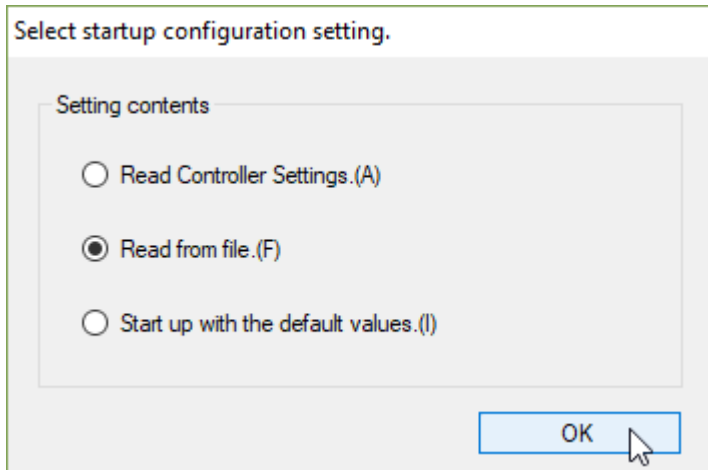 Select startup configuration setting.
Setting contents
Read Controller Settings.(A)
Read from file.(F)
Start up with the default values.(I)
OK